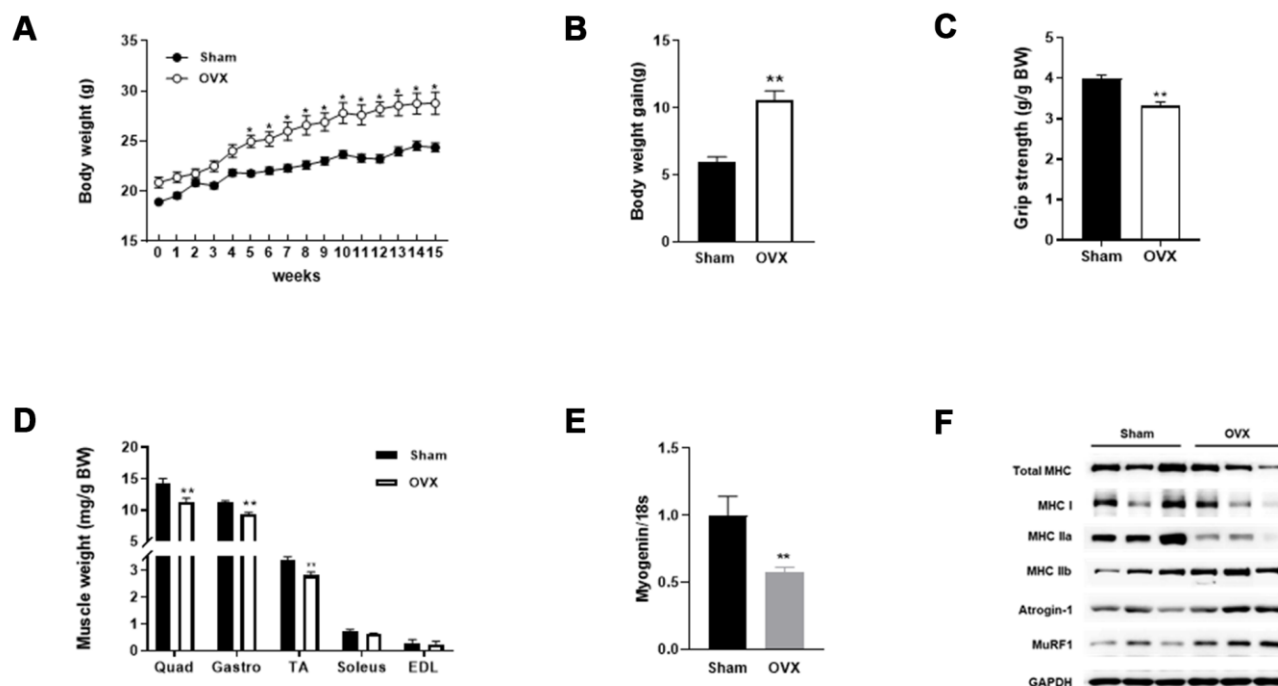 A
Body weight (g)
35
30
25
20
15
Sham
OVX
* * * * * * * * * * *
0 1 2 3 4 5 6 7 8 9 10 11 12 13 14 15
weeks
B
Body weight gain(g)
15
10
5
0
**
Sham OVX
C
Grip strength (g/g BW)
5
4
3
2
1
0
**
Sham OVX
D
Muscle weight (mg/g BW)
20
15
10
5
3
2
1
0
Sham
OVX
** ** **
Quad Gastro TA Soleus EDL
E
Myogenin/18s
1.5
1.0
0.5
0.0
**
Sham OVX
F
Sham OVX
Total MHC
MHC I
MHC IIa
MHC IIb
Atrogin-1
MuRF1
GAPDH